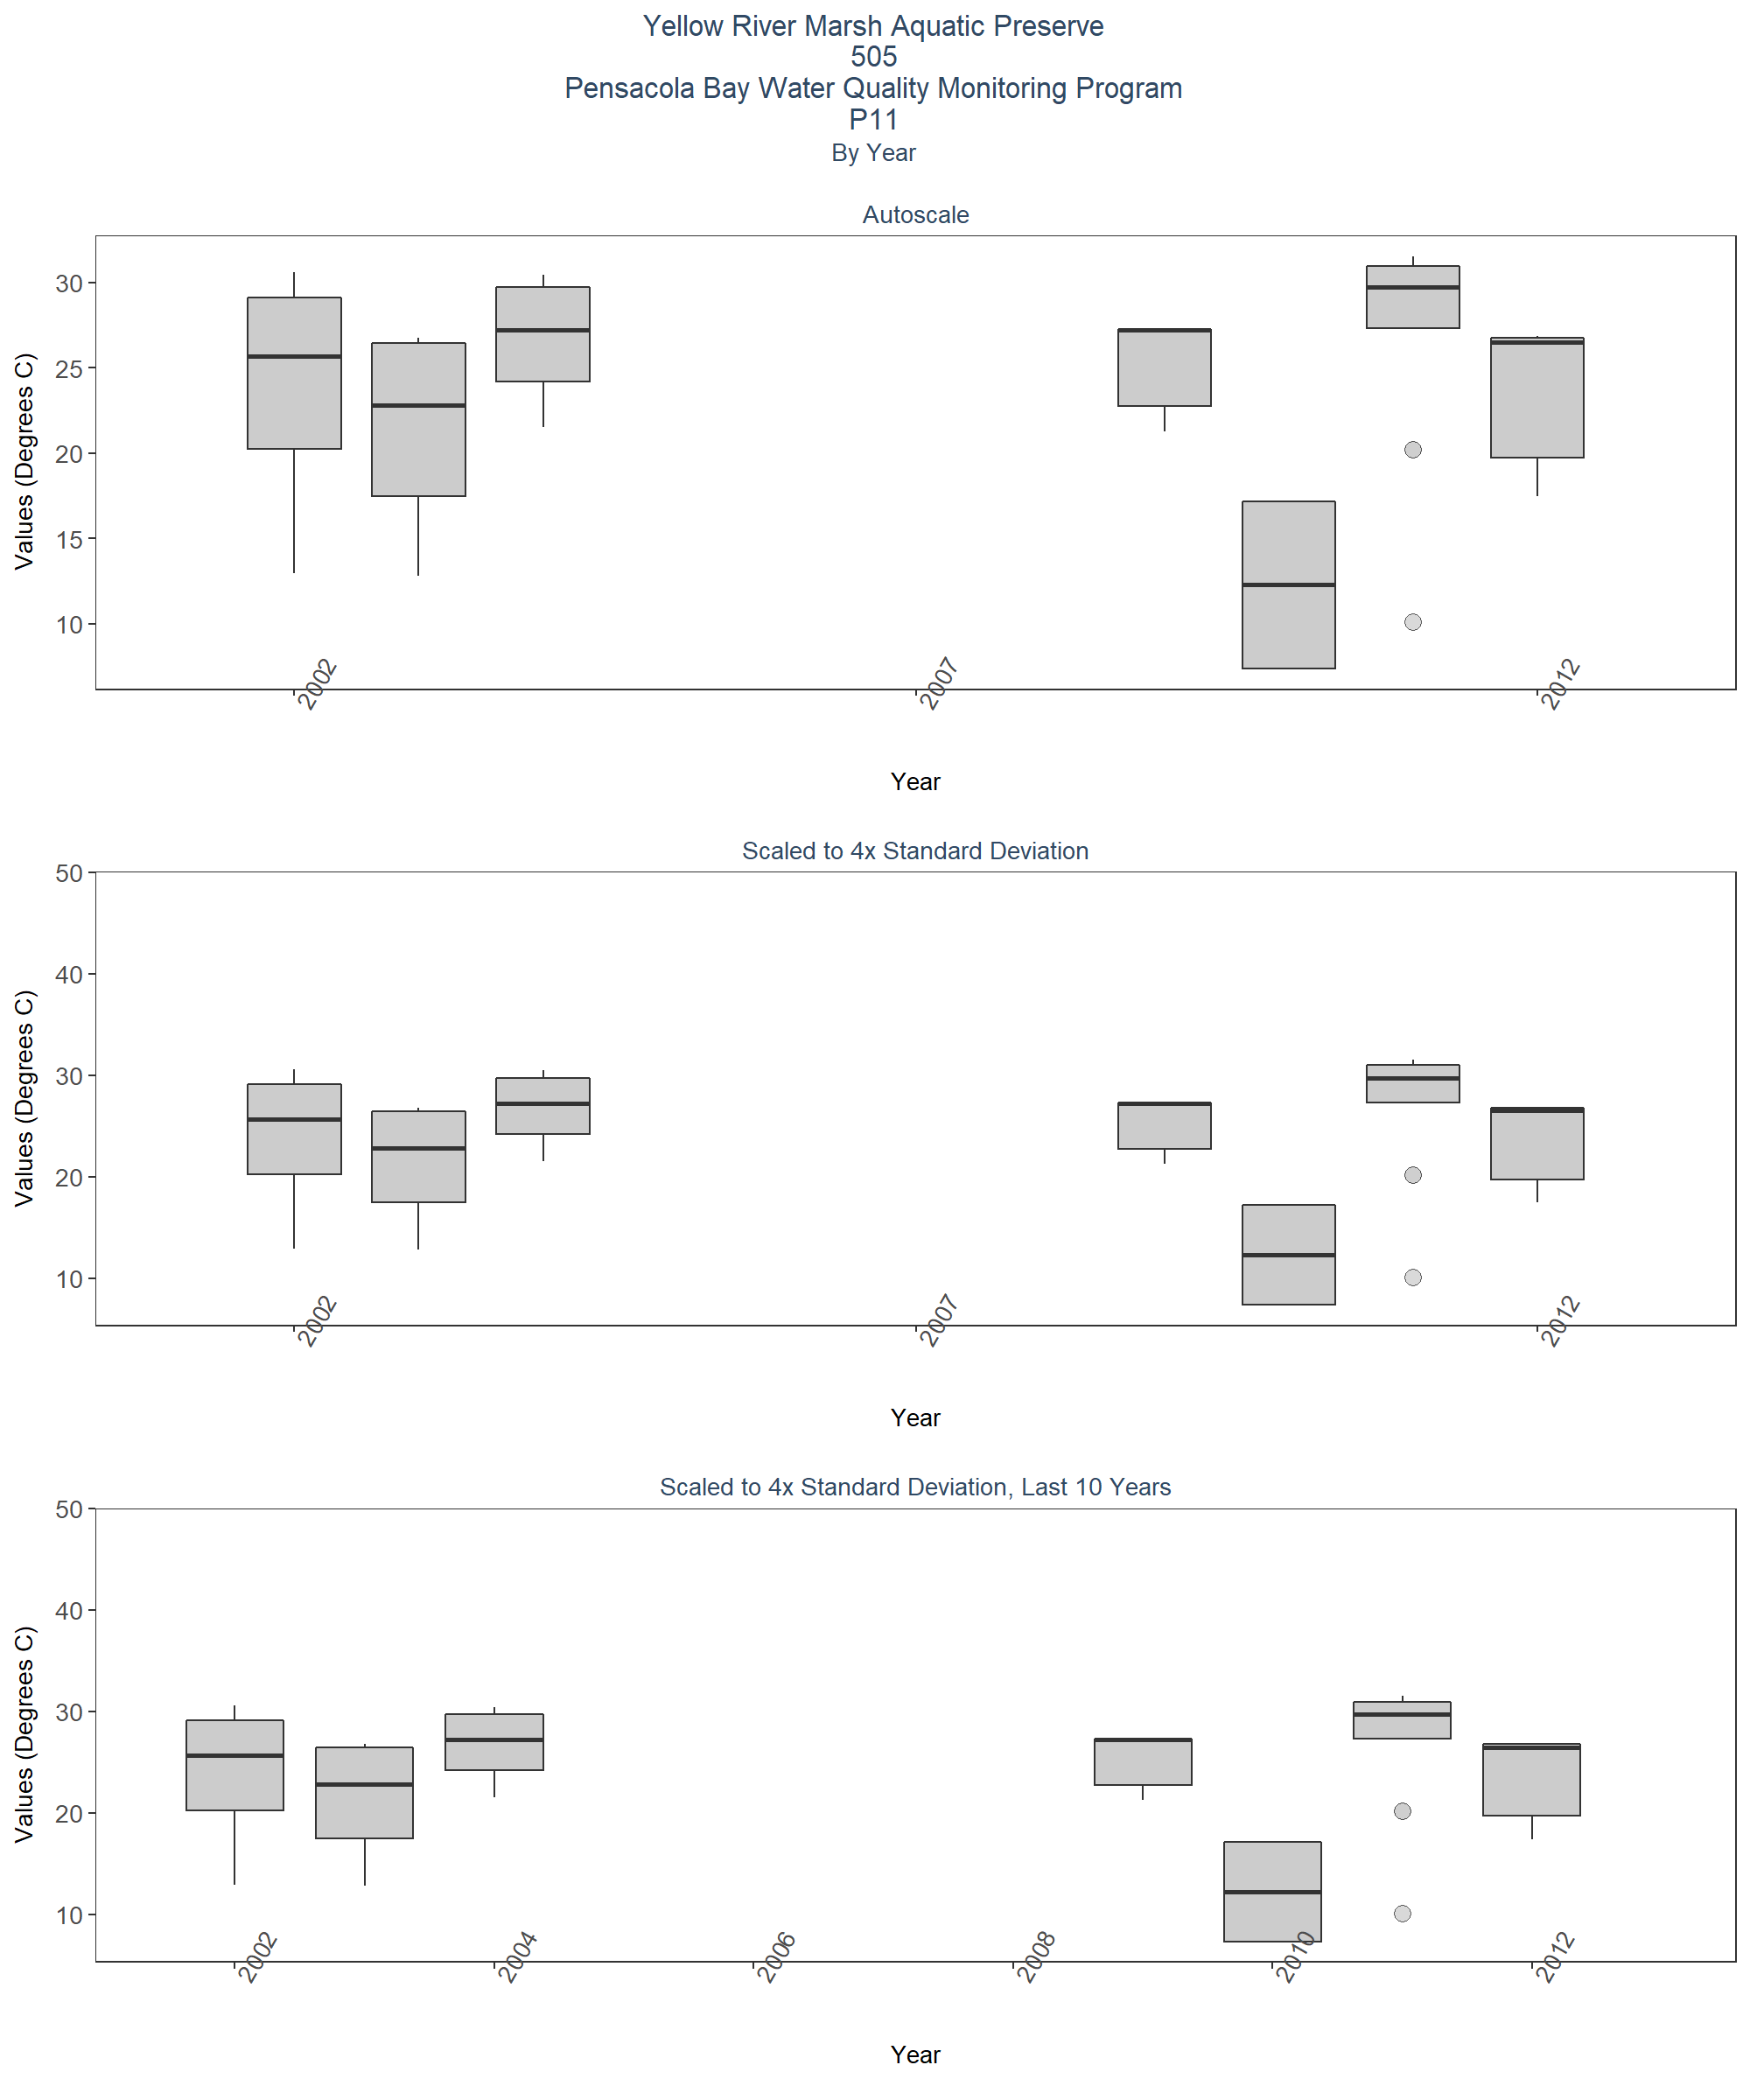 Yellow River Marsh Aquatic Preserve
505
Pensacola Bay Water Quality Monitoring Program
P11
By Year
Autoscale
Values (Degrees C)
30
25
20
15
10
2002
2007
2012
Year
Scaled to 4x Standard Deviation
Values (Degrees C)
50
40
30
20
10
2002
2007
2012
Year
Scaled to 4x Standard Deviation, Last 10 Years
Values (Degrees C)
50
40
30
20
10
2002
2004
2006
2008
2010
2012
Year